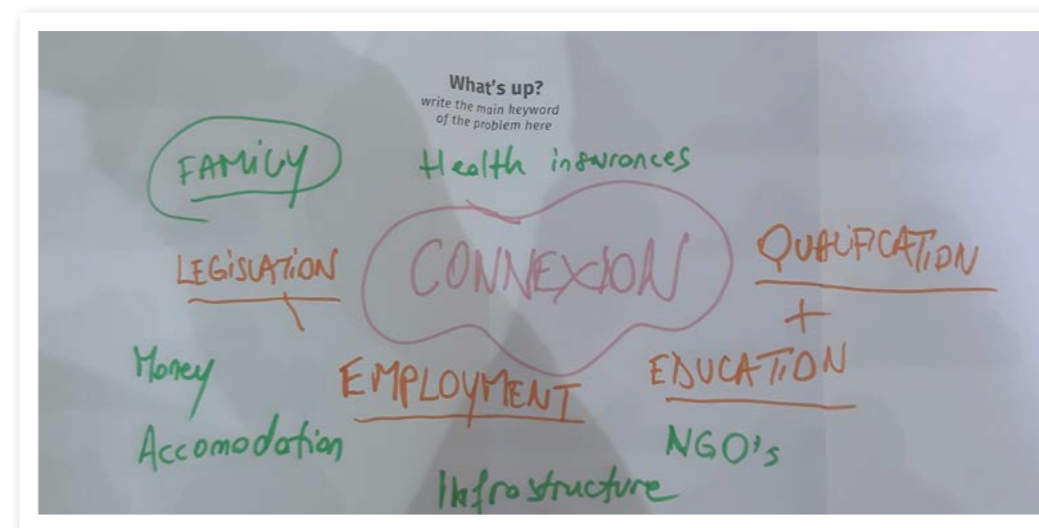 What's up?
write the main keyword
of the problem here
FAMILY
Health insurances
LEGISLATION
CONNEXION
QUALIFICATION
+
EMPLOYMENT
EDUCATION
Money
Accomodation
NGO's
Infrastructure